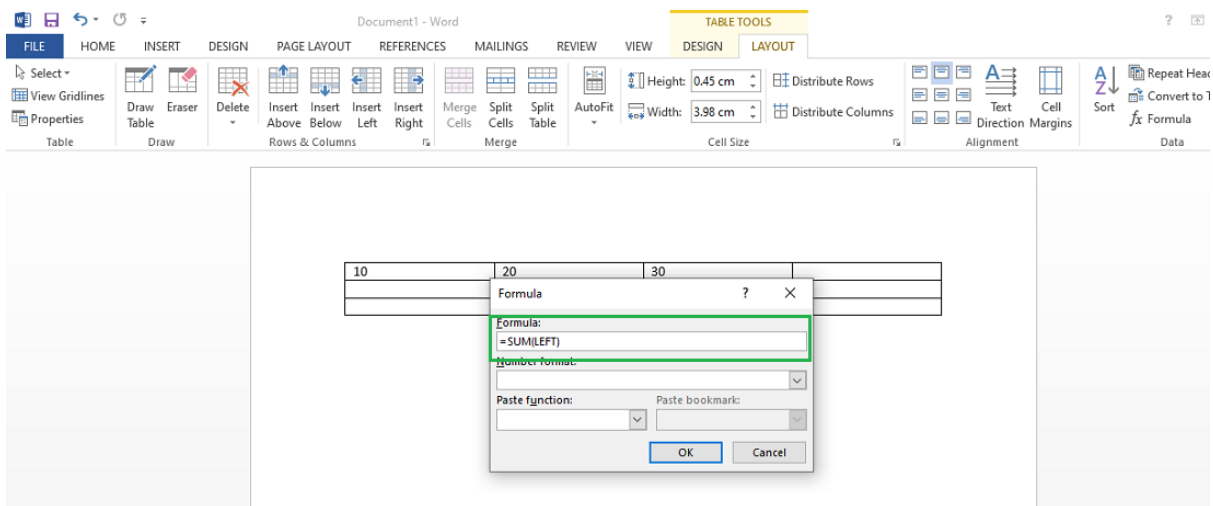 Document1 - Word
TABLE TOOLS
?
FILE HOME INSERT DESIGN PAGE LAYOUT REFERENCES MAILINGS REVIEW VIEW DESIGN LAYOUT
Select
View Gridlines
Properties
Table
Draw Table
Eraser
Draw
Delete
Insert Above
Insert Below
Insert Left
Insert Right
Rows & Columns
Merge Cells
Split Cells
Split Table
Merge
AutoFit
Height: 0.45 cm
Width: 3.98 cm
Distribute Rows
Distribute Columns
Cell Size
Text Direction
Cell Margins
Alignment
Sort
Repeat Head
Convert to T
fx Formula
Data
10 20 30
Formula ?
Formula:
=SUM(LEFT)
Number format:
Paste function: Paste bookmark:
OK Cancel